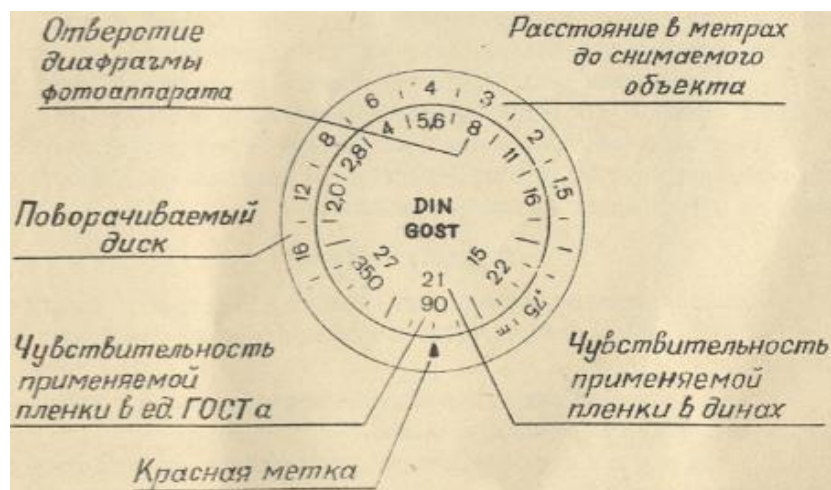 Отверстие
диафрагмы
фотоаппарата
Расстояние в метрах
до снимаемого
объекта
16 12 8 6 4 3 2 1,5 ,75 m
2,0 2,8 4 5,6 8 11 16
DIN
GOST
27 21 15
350 90 22
Поворачиваемый
диск
Чувствительность
применяемой
пленки в ед. ГОСТа
Чувствительность
применяемой
пленки в динах
Красная метка